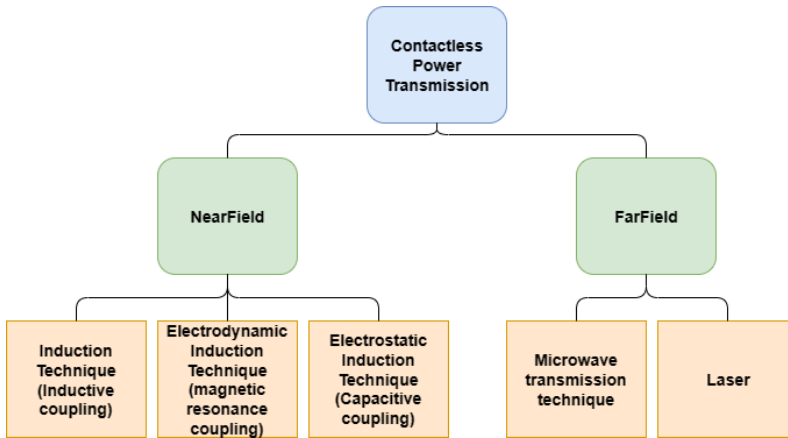 Contactless
Power
Transmission
NearField
FarField
Induction
Technique
(Inductive
coupling)
Electrodynamic
Induction
Technique
(magnetic
resonance
coupling)
Electrostatic
Induction
Technique
(Capacitive
coupling)
Microwave
transmission
technique
Laser